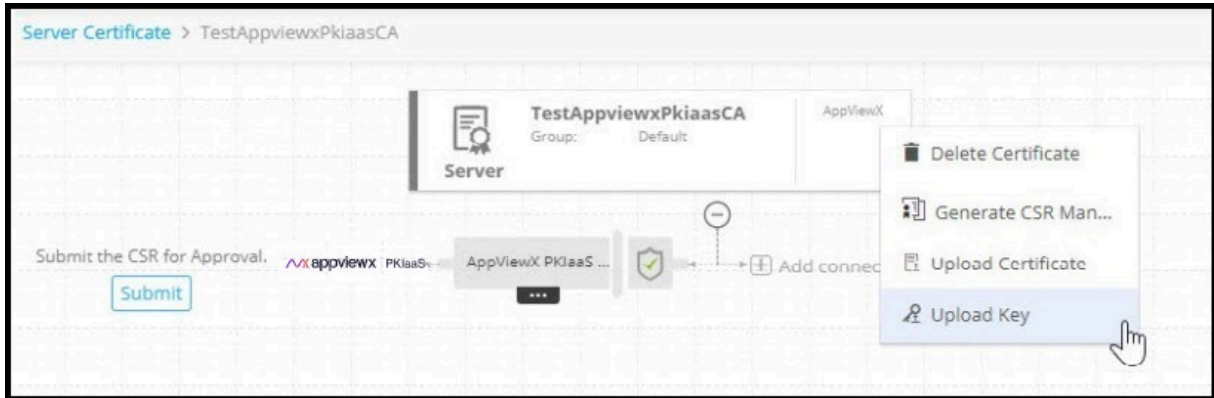 Server Certificate > TestAppviewxPkIaasCA
TestAppviewxPkiaasCA
AppViewX
Group: Default
Server
Delete Certificate
Generate CSR Man...
Submit the CSR for Approval.
appviewx PKIaaS
AppViewX PKIaaS ...
Add connec
Upload Certificate
Submit
Upload Key